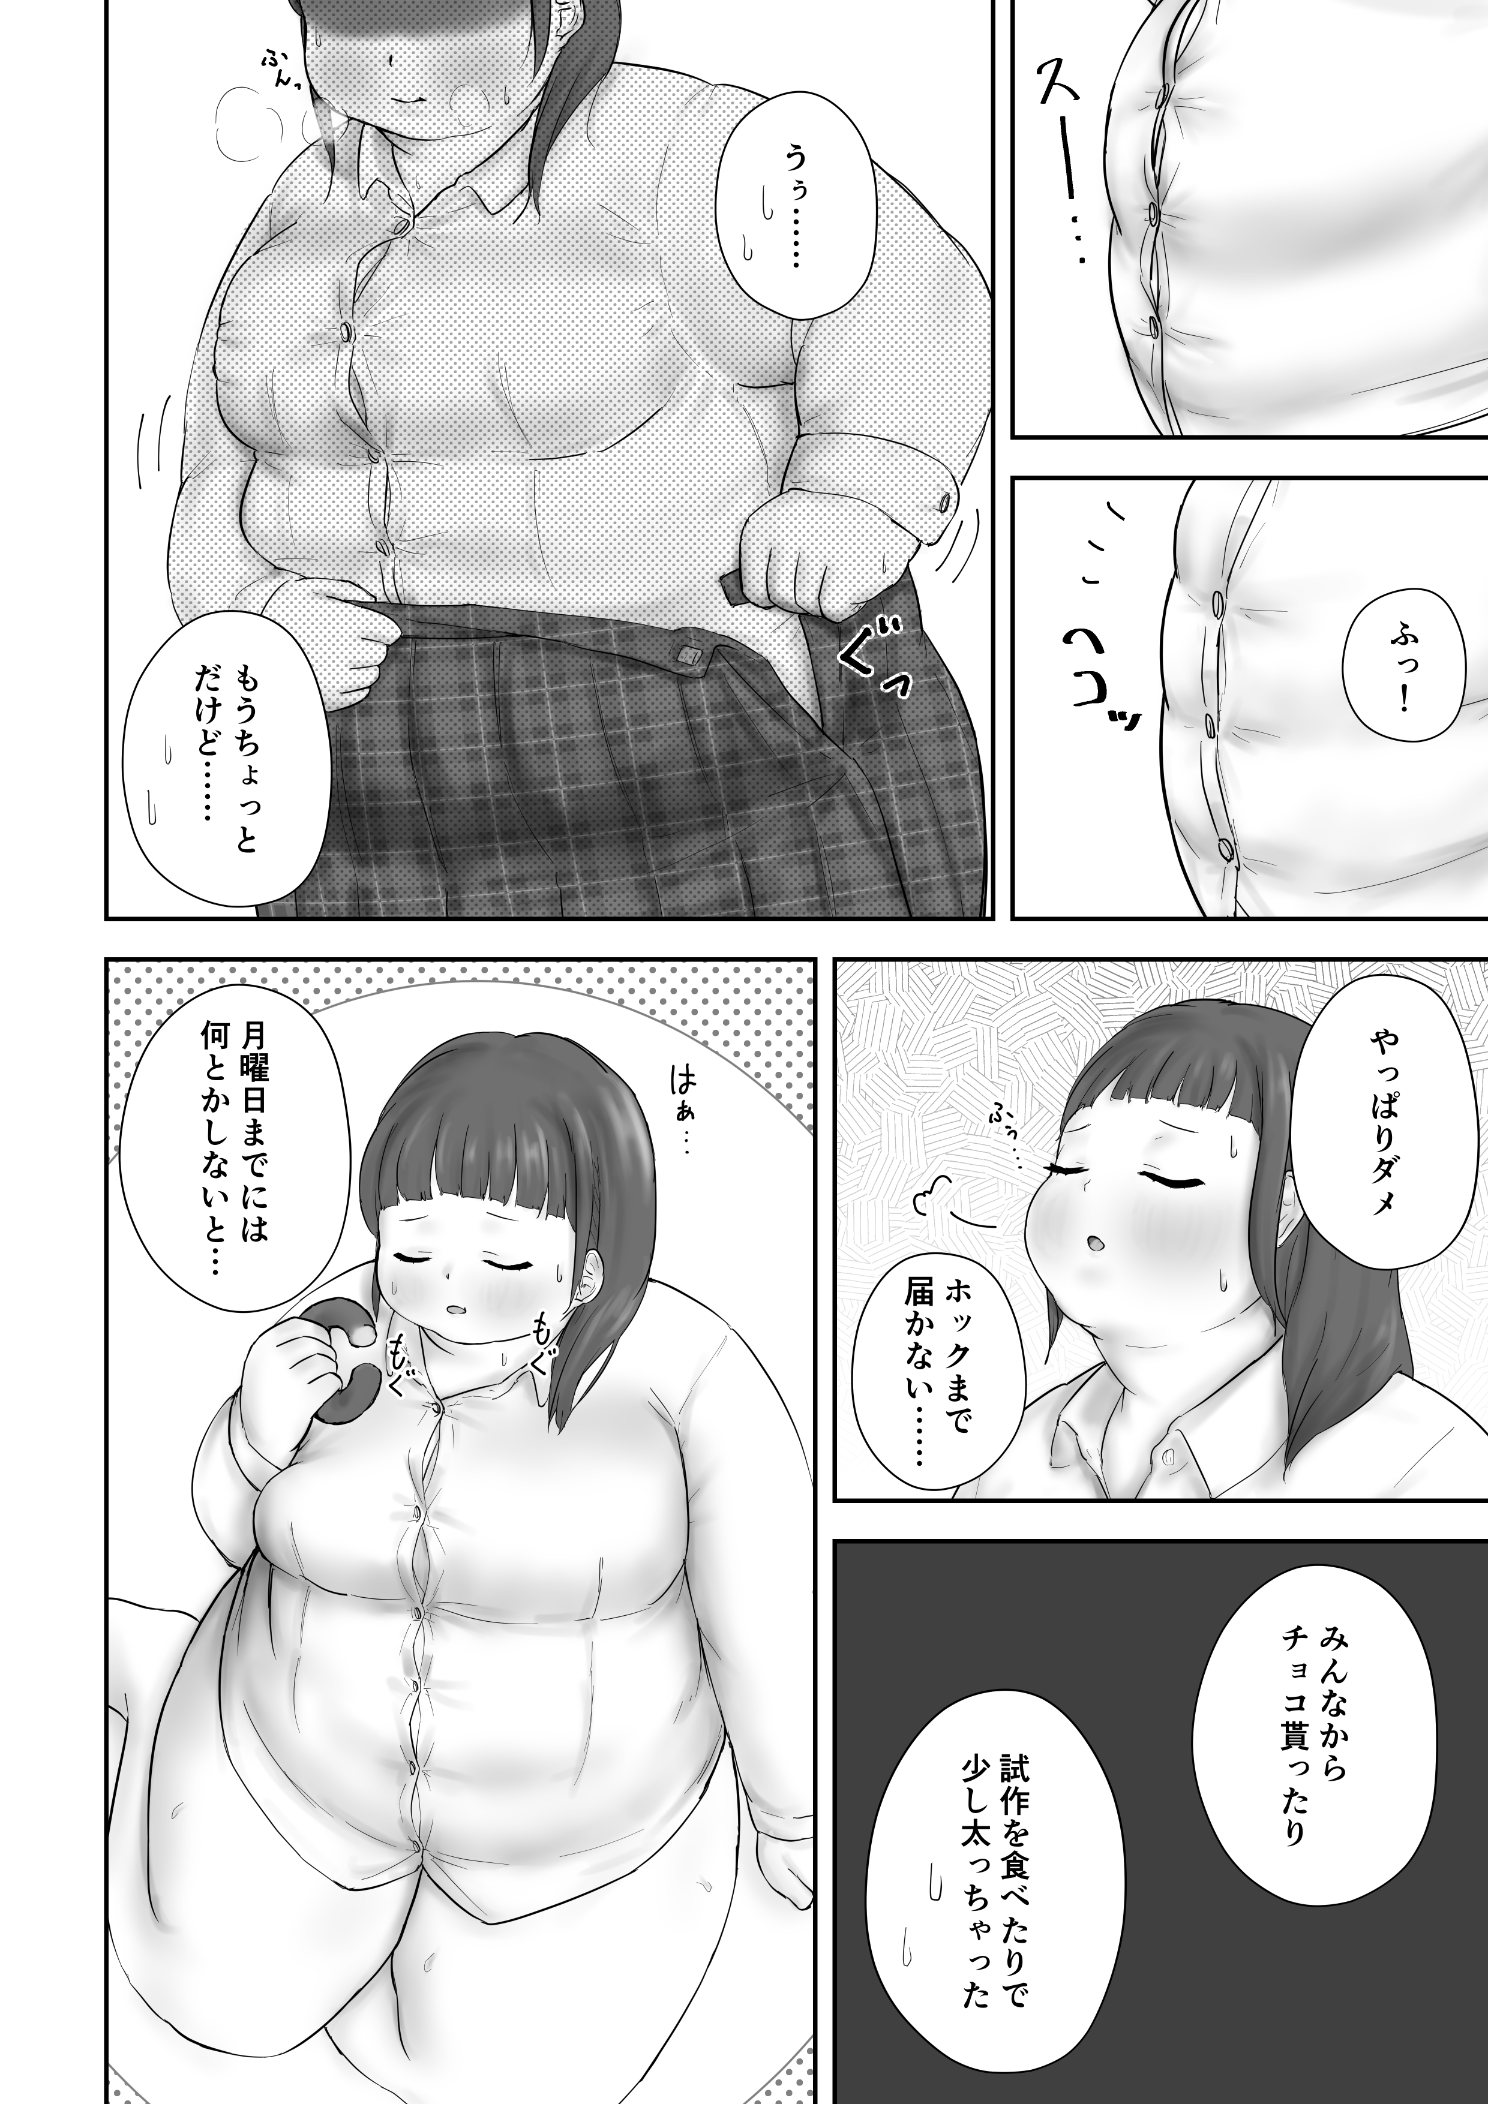 スー…
ふっ！
ヘコッ
ふんっ
うぅ……
ぐっ
もうちょっと
だけど……
やっぱりダメ
ふぅ…
ホックまで
届かない……
みんなから
チョコ貰ったり
試作を食べたりで
少し太っちゃった
はぁ…
月曜日までには
何とかしないと…
もぐ
もぐ